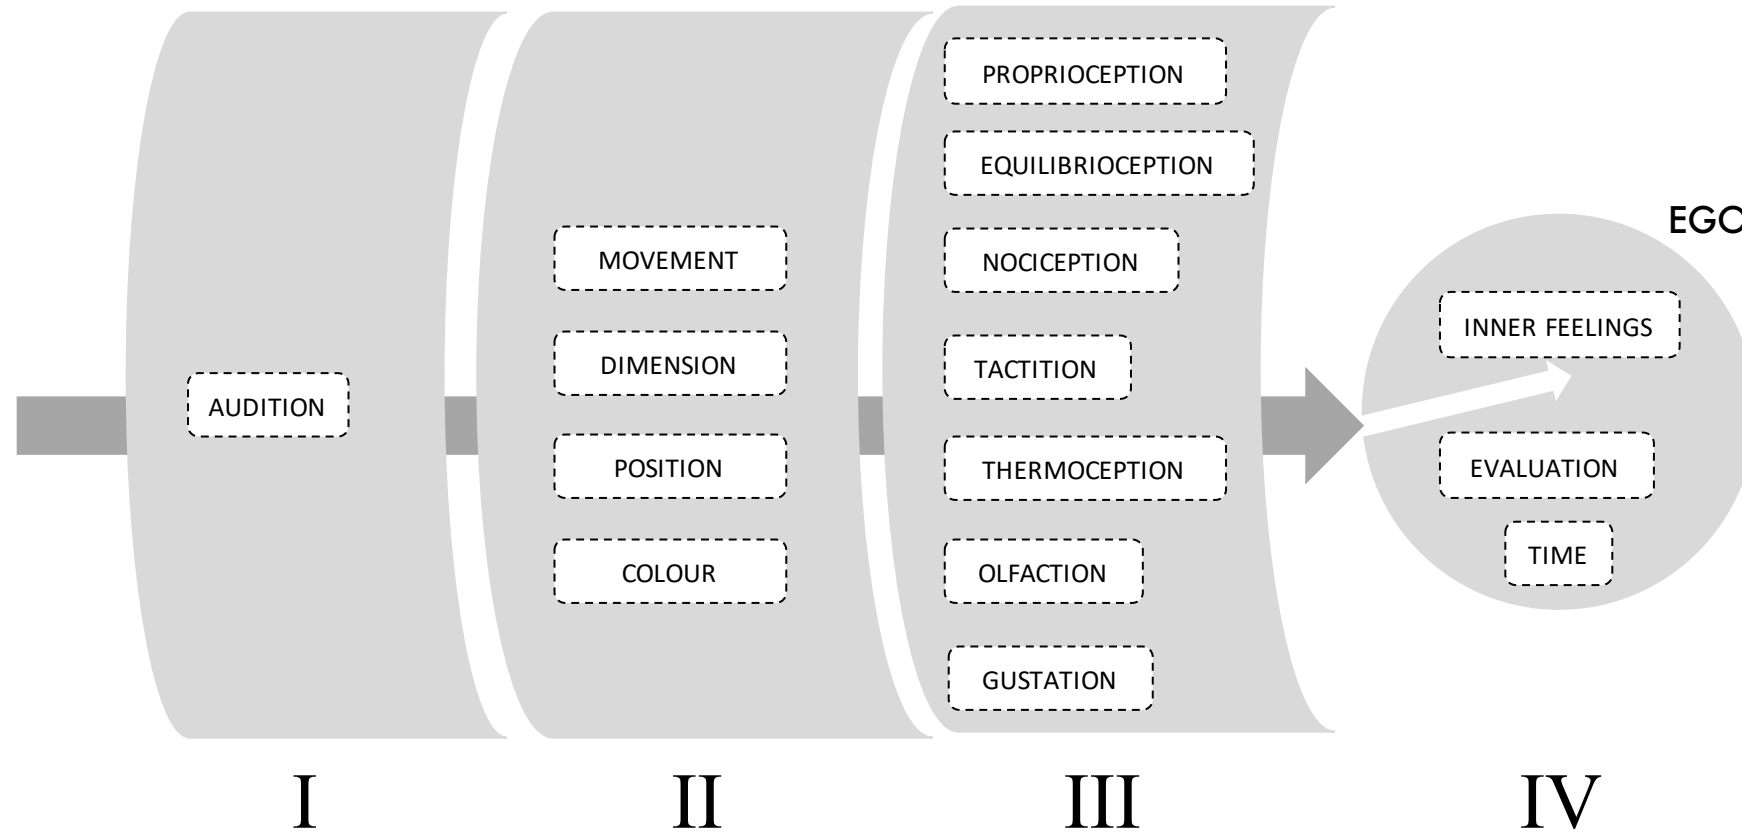 AUDITION
MOVEMENT
DIMENSION
POSITION
COLOUR
PROPRIOCEPTION
EQUILIBRIOCEPTION
NOCICEPTION
TACTITION
THERMOCEPTION
OLFACTION
GUSTATION
EGO
INNER FEELINGS
EVALUATION
TIME
I
II
III
IV